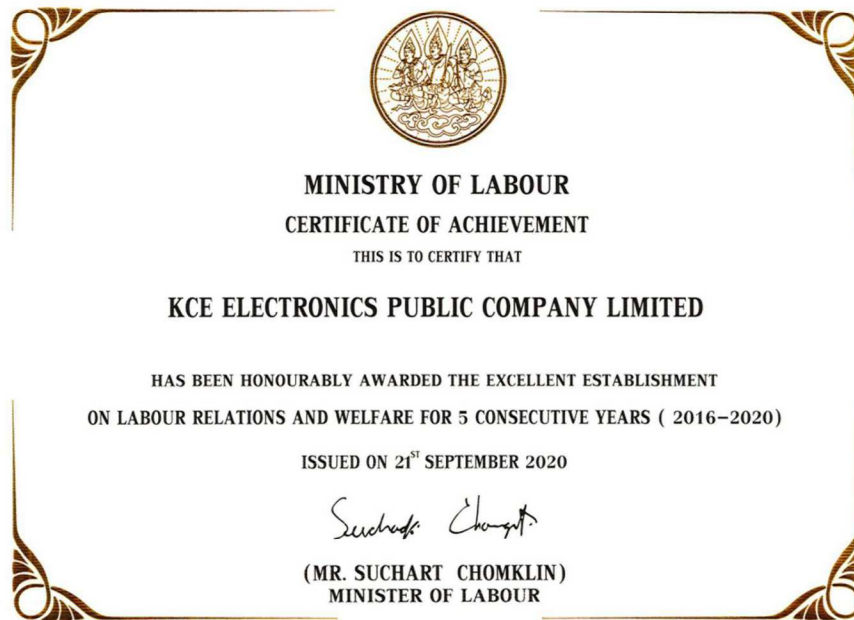 MINISTRY OF LABOUR
CERTIFICATE OF ACHIEVEMENT
THIS IS TO CERTIFY THAT
KCE ELECTRONICS PUBLIC COMPANY LIMITED
HAS BEEN HONOURABLY AWARDED THE EXCELLENT ESTABLISHMENT
ON LABOUR RELATIONS AND WELFARE FOR 5 CONSECUTIVE YEARS ( 2016-2020)
ISSUED ON 21ST SEPTEMBER 2020
(MR. SUCHART CHOMKLIN)
MINISTER OF LABOUR